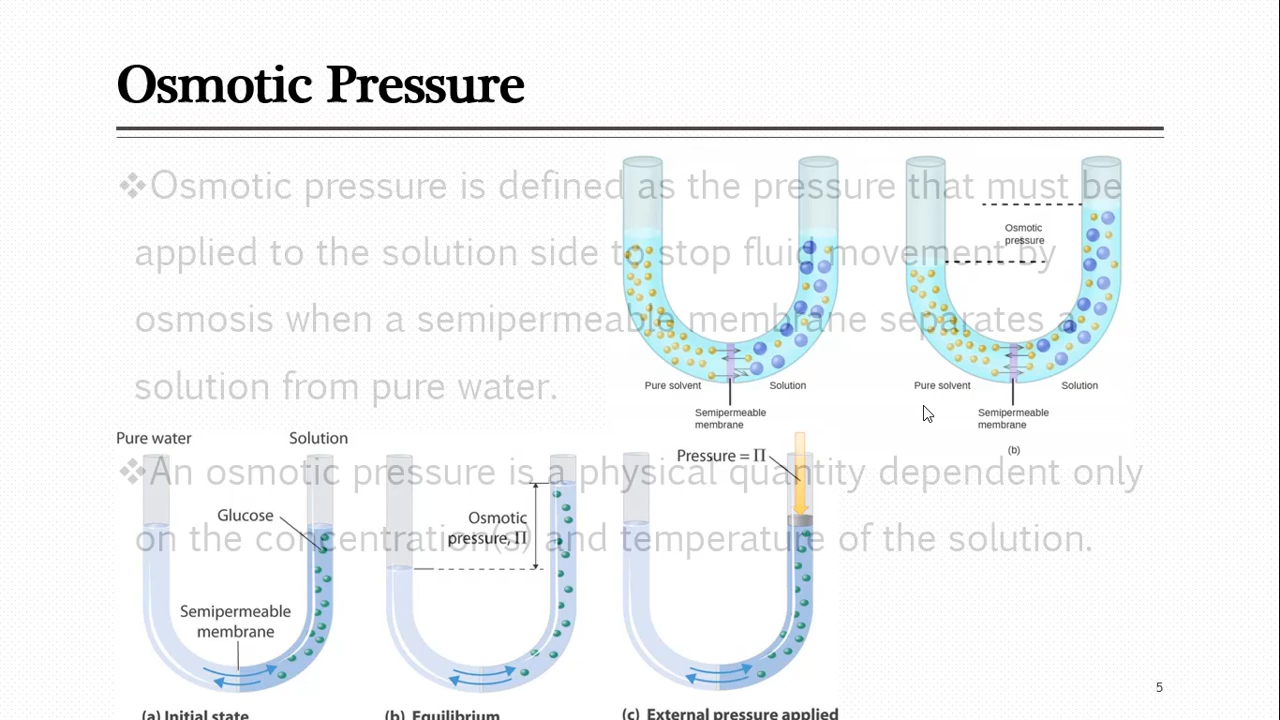 Osmotic Pressure
❖Osmotic pressure is defined as the pressure that must be
applied to the solution side to stop fluid movement by
osmosis when a semipermeable membrane separates a
solution from pure water.
❖An osmotic pressure is a physical quantity dependent only
on the concentration (c) and temperature of the solution.
Pure solvent
Solution
Semipermeable
membrane
Osmotic
pressure
Pure solvent
Solution
Semipermeable
membrane
(b)
Pure water
Solution
Glucose
Semipermeable
membrane
(a) Initial state
Osmotic
pressure, Π
(b) Equilibrium
Pressure = Π
(c) External pressure applied
5